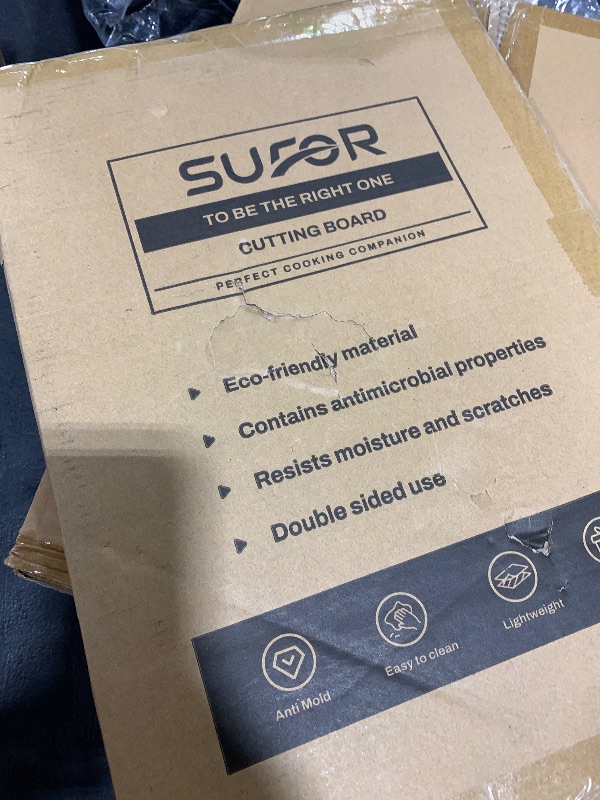 SUFOR
TO BE THE RIGHT ONE
CUTTING BOARD
PERFECT COOKING COMPANION
Eco-friendly material
Contains antimicrobial properties
Resists moisture and scratches
Double sided use
Anti Mold
Easy to clean
Lightweight